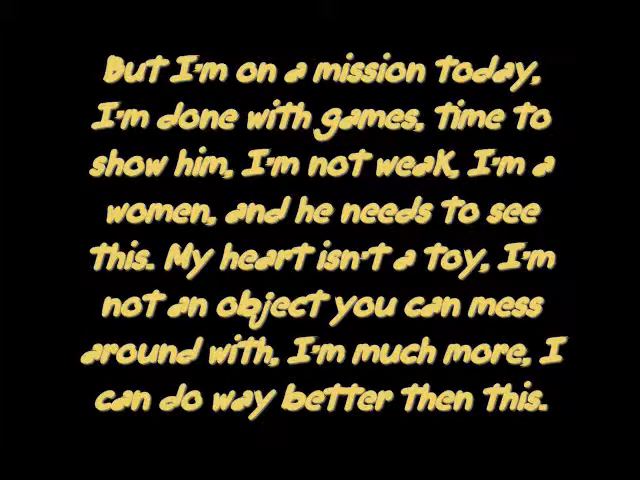 But I'm on a mission today,
I'm done with games, time to
show him, I'm not weak, I'm a
women, and he needs to see
this. My heart isn't a toy, I'm
not an object you can mess
around with, I'm much more, I
can do way better then this.